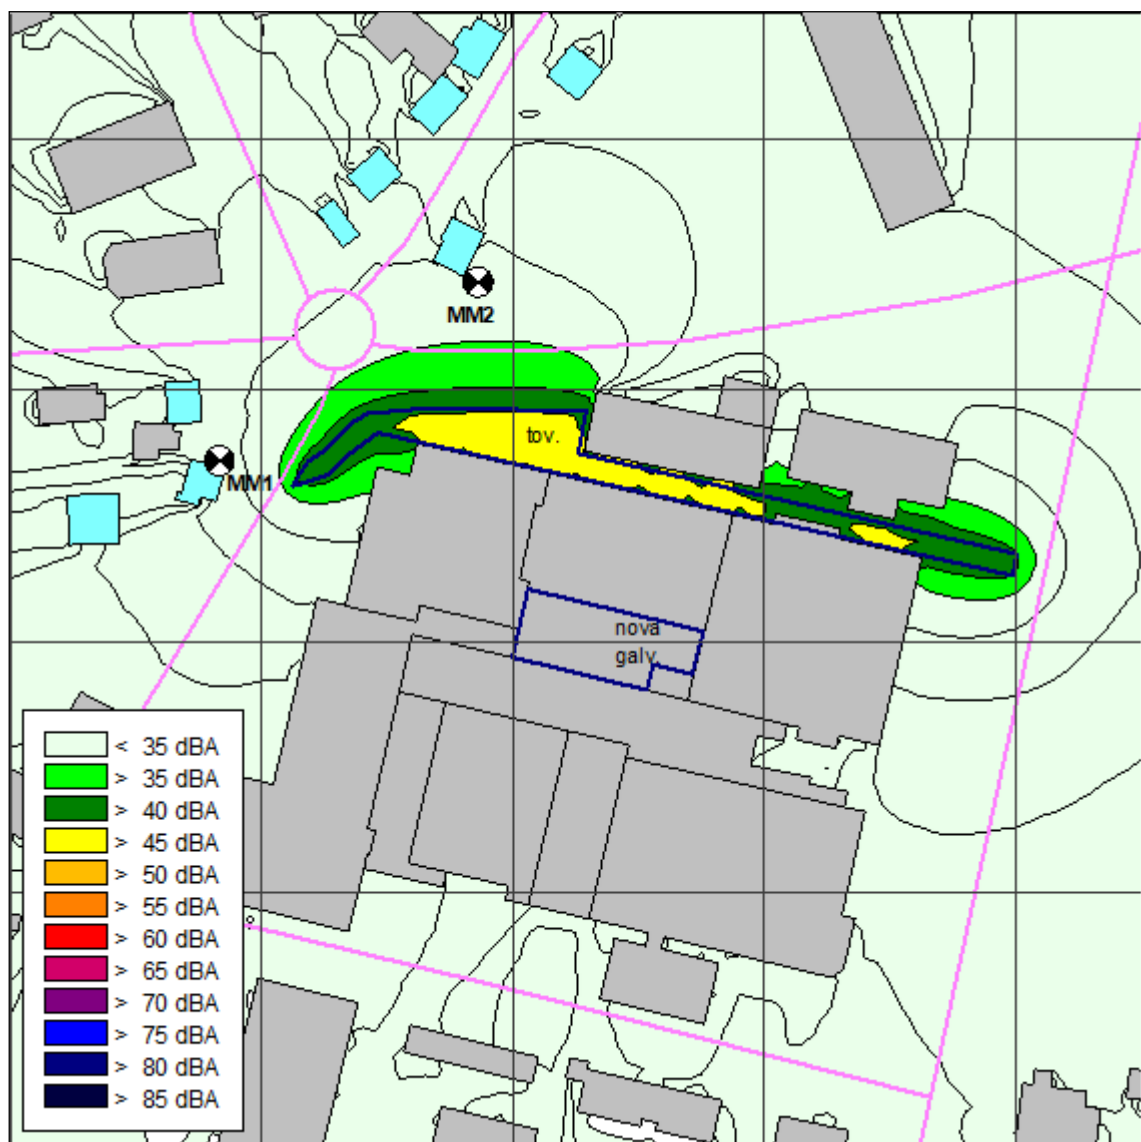 MM2
tov.
MM1
nova
galv.
< 35 dBA
> 35 dBA
> 40 dBA
> 45 dBA
> 50 dBA
> 55 dBA
> 60 dBA
> 65 dBA
> 70 dBA
> 75 dBA
> 80 dBA
> 85 dBA